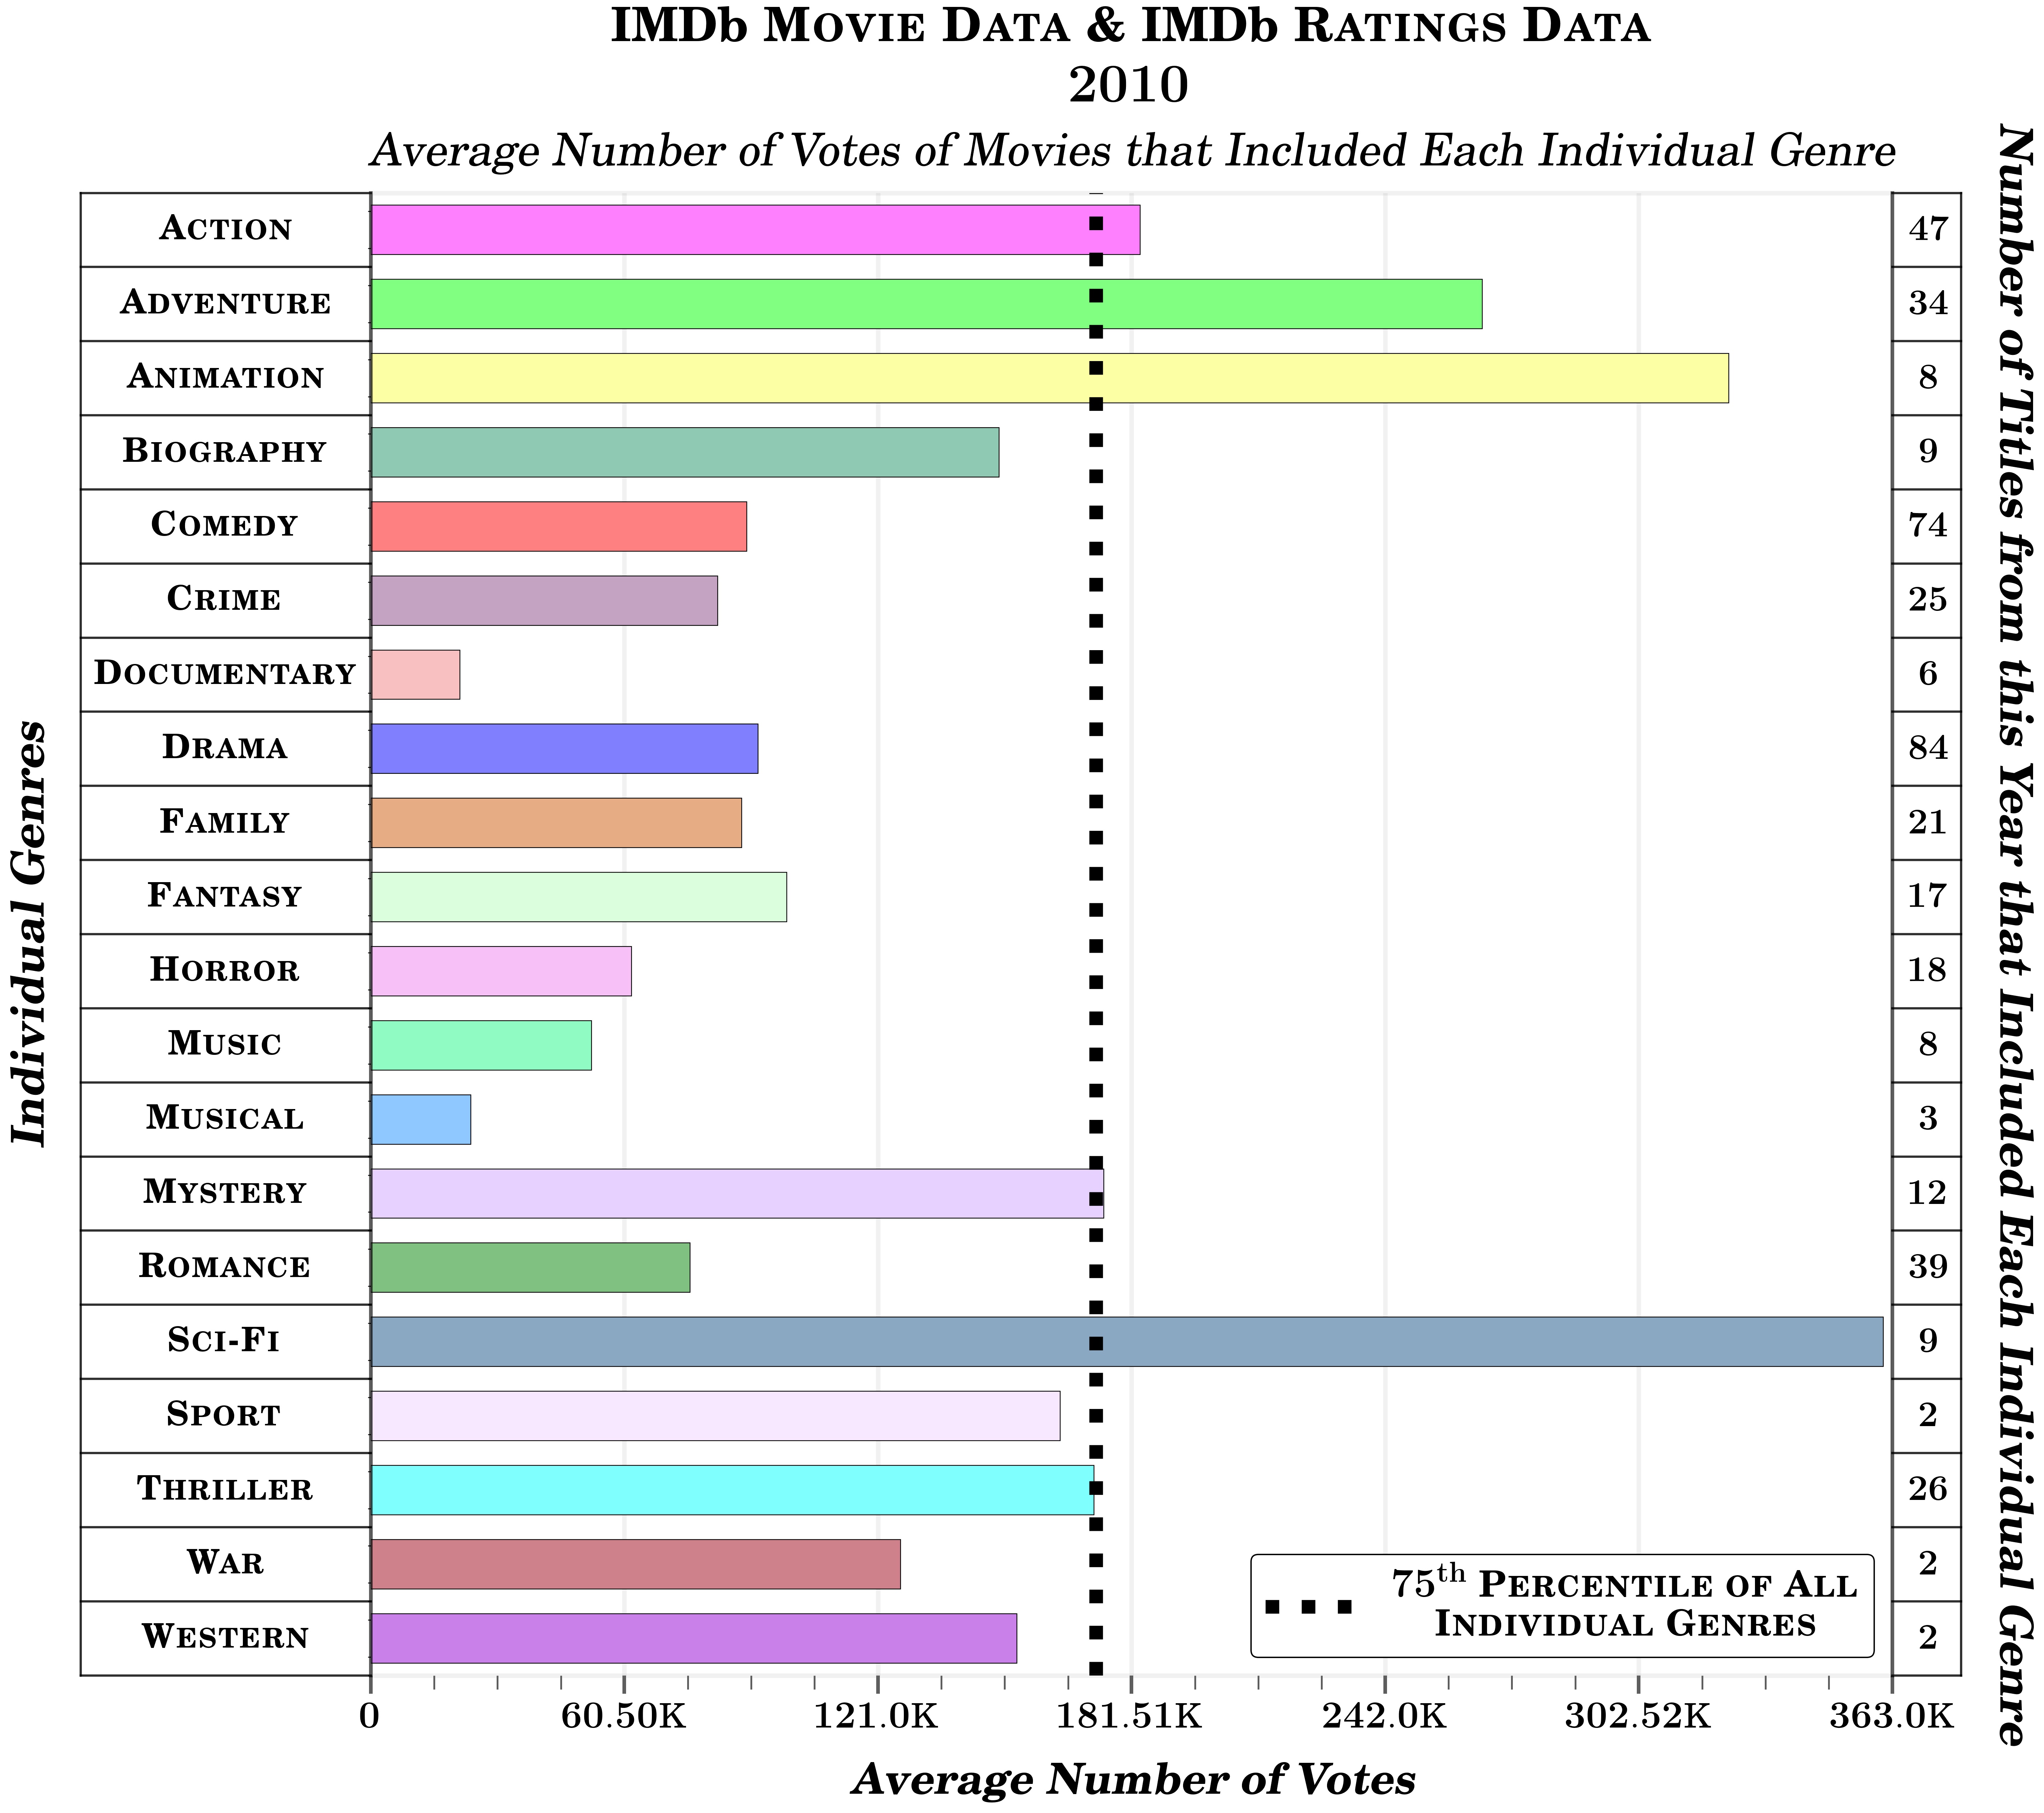 IMDb Movie Data & IMDb Ratings Data
2010
Average Number of Votes of Movies that Included Each Individual Genre
Individual Genres
Action 47
Adventure 34
Animation 8
Biography 9
Comedy 74
Crime 25
Documentary 6
Drama 84
Family 21
Fantasy 17
Horror 18
Music 8
Musical 3
Mystery 12
Romance 39
Sci-Fi 9
Sport 2
Thriller 26
War 2
Western 2
Number of Titles from this Year that Included Each Individual Genre
75th Percentile of All
Individual Genres
0 60.50K 121.0K 181.51K 242.0K 302.52K 363.0K
Average Number of Votes